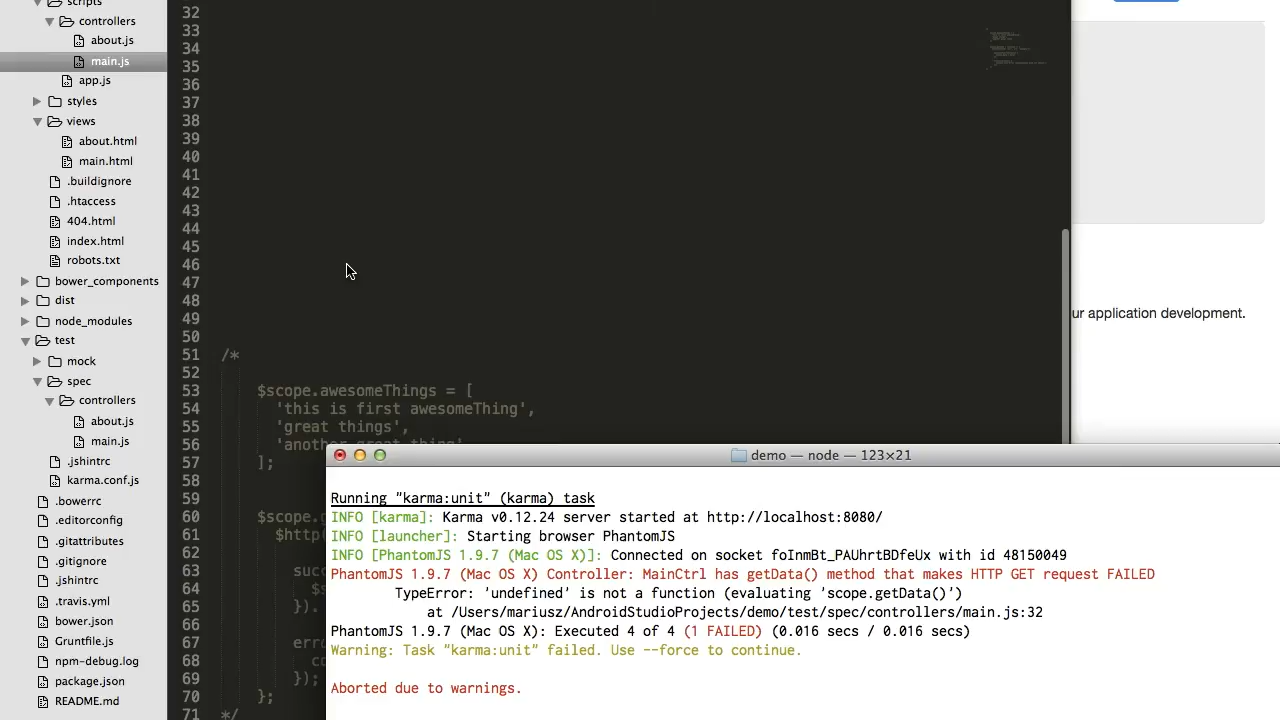 scripts
controllers
about.js
main.js
app.js
styles
views
about.html
main.html
.buildignore
.htaccess
404.html
index.html
robots.txt
bower_components
dist
node_modules
test
mock
spec
controllers
about.js
main.js
.jshintrc
karma.conf.js
.bowerrc
.editorconfig
.gitattributes
.gitignore
.jshintrc
.travis.yml
bower.json
Gruntfile.js
npm-debug.log
package.json
README.md
32
33
34
35
36
37
38
39
40
41
42
43
44
45
46
47
48
49
50
51 /*
52
53 $scope.awesomeThings = [
54 'this is first awesomeThing',
55 'great things',
56 'another great thing'
57 ];
58
59
60 $scope.
61 $http(
62
63 succ
64 $s
65 }).
66
67 erro
68 co
69 });
70 };
71 */
ur application development.
demo — node — 123×21
Running "karma:unit" (karma) task
INFO [karma]: Karma v0.12.24 server started at http://localhost:8080/
INFO [launcher]: Starting browser PhantomJS
INFO [PhantomJS 1.9.7 (Mac OS X)]: Connected on socket foInmBt_PAUhrtBDfeUx with id 48150049
PhantomJS 1.9.7 (Mac OS X) Controller: MainCtrl has getData() method that makes HTTP GET request FAILED
TypeError: 'undefined' is not a function (evaluating 'scope.getData()')
at /Users/mariusz/AndroidStudioProjects/demo/test/spec/controllers/main.js:32
PhantomJS 1.9.7 (Mac OS X): Executed 4 of 4 (1 FAILED) (0.016 secs / 0.016 secs)
Warning: Task "karma:unit" failed. Use --force to continue.
Aborted due to warnings.